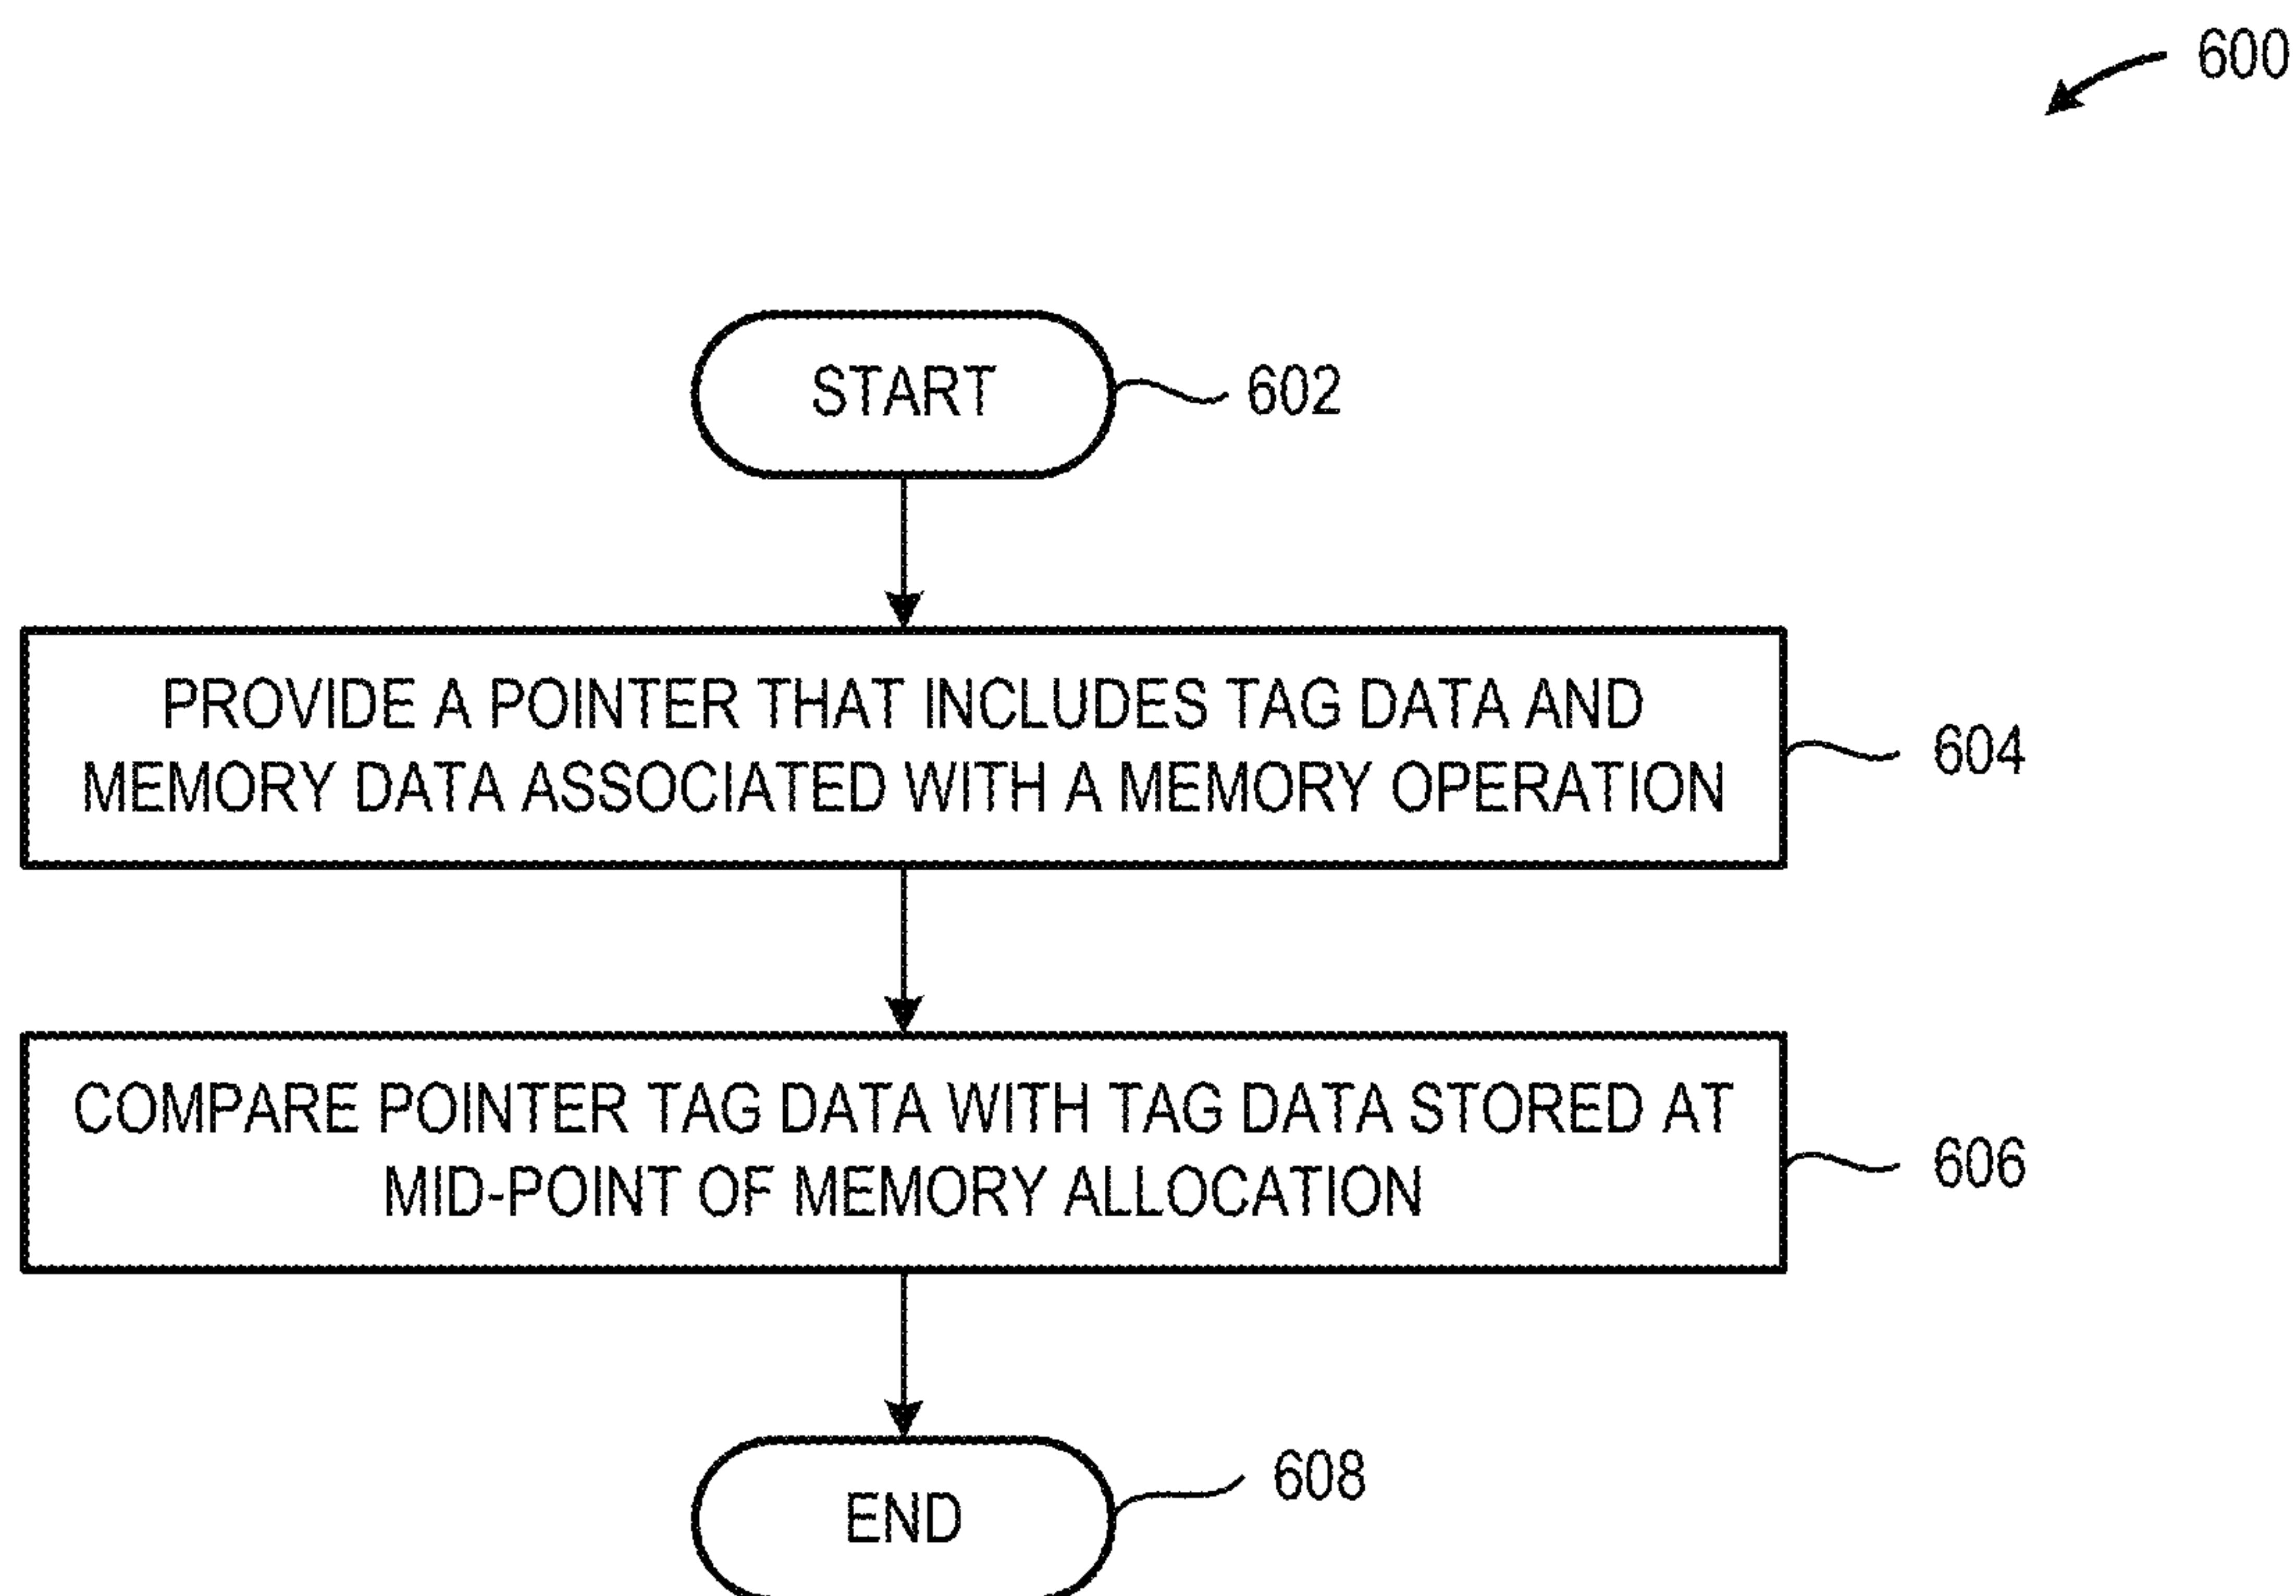 600
START
602
PROVIDE A POINTER THAT INCLUDES TAG DATA AND
MEMORY DATA ASSOCIATED WITH A MEMORY OPERATION
604
COMPARE POINTER TAG DATA WITH TAG DATA STORED AT
MID-POINT OF MEMORY ALLOCATION
606
END
608